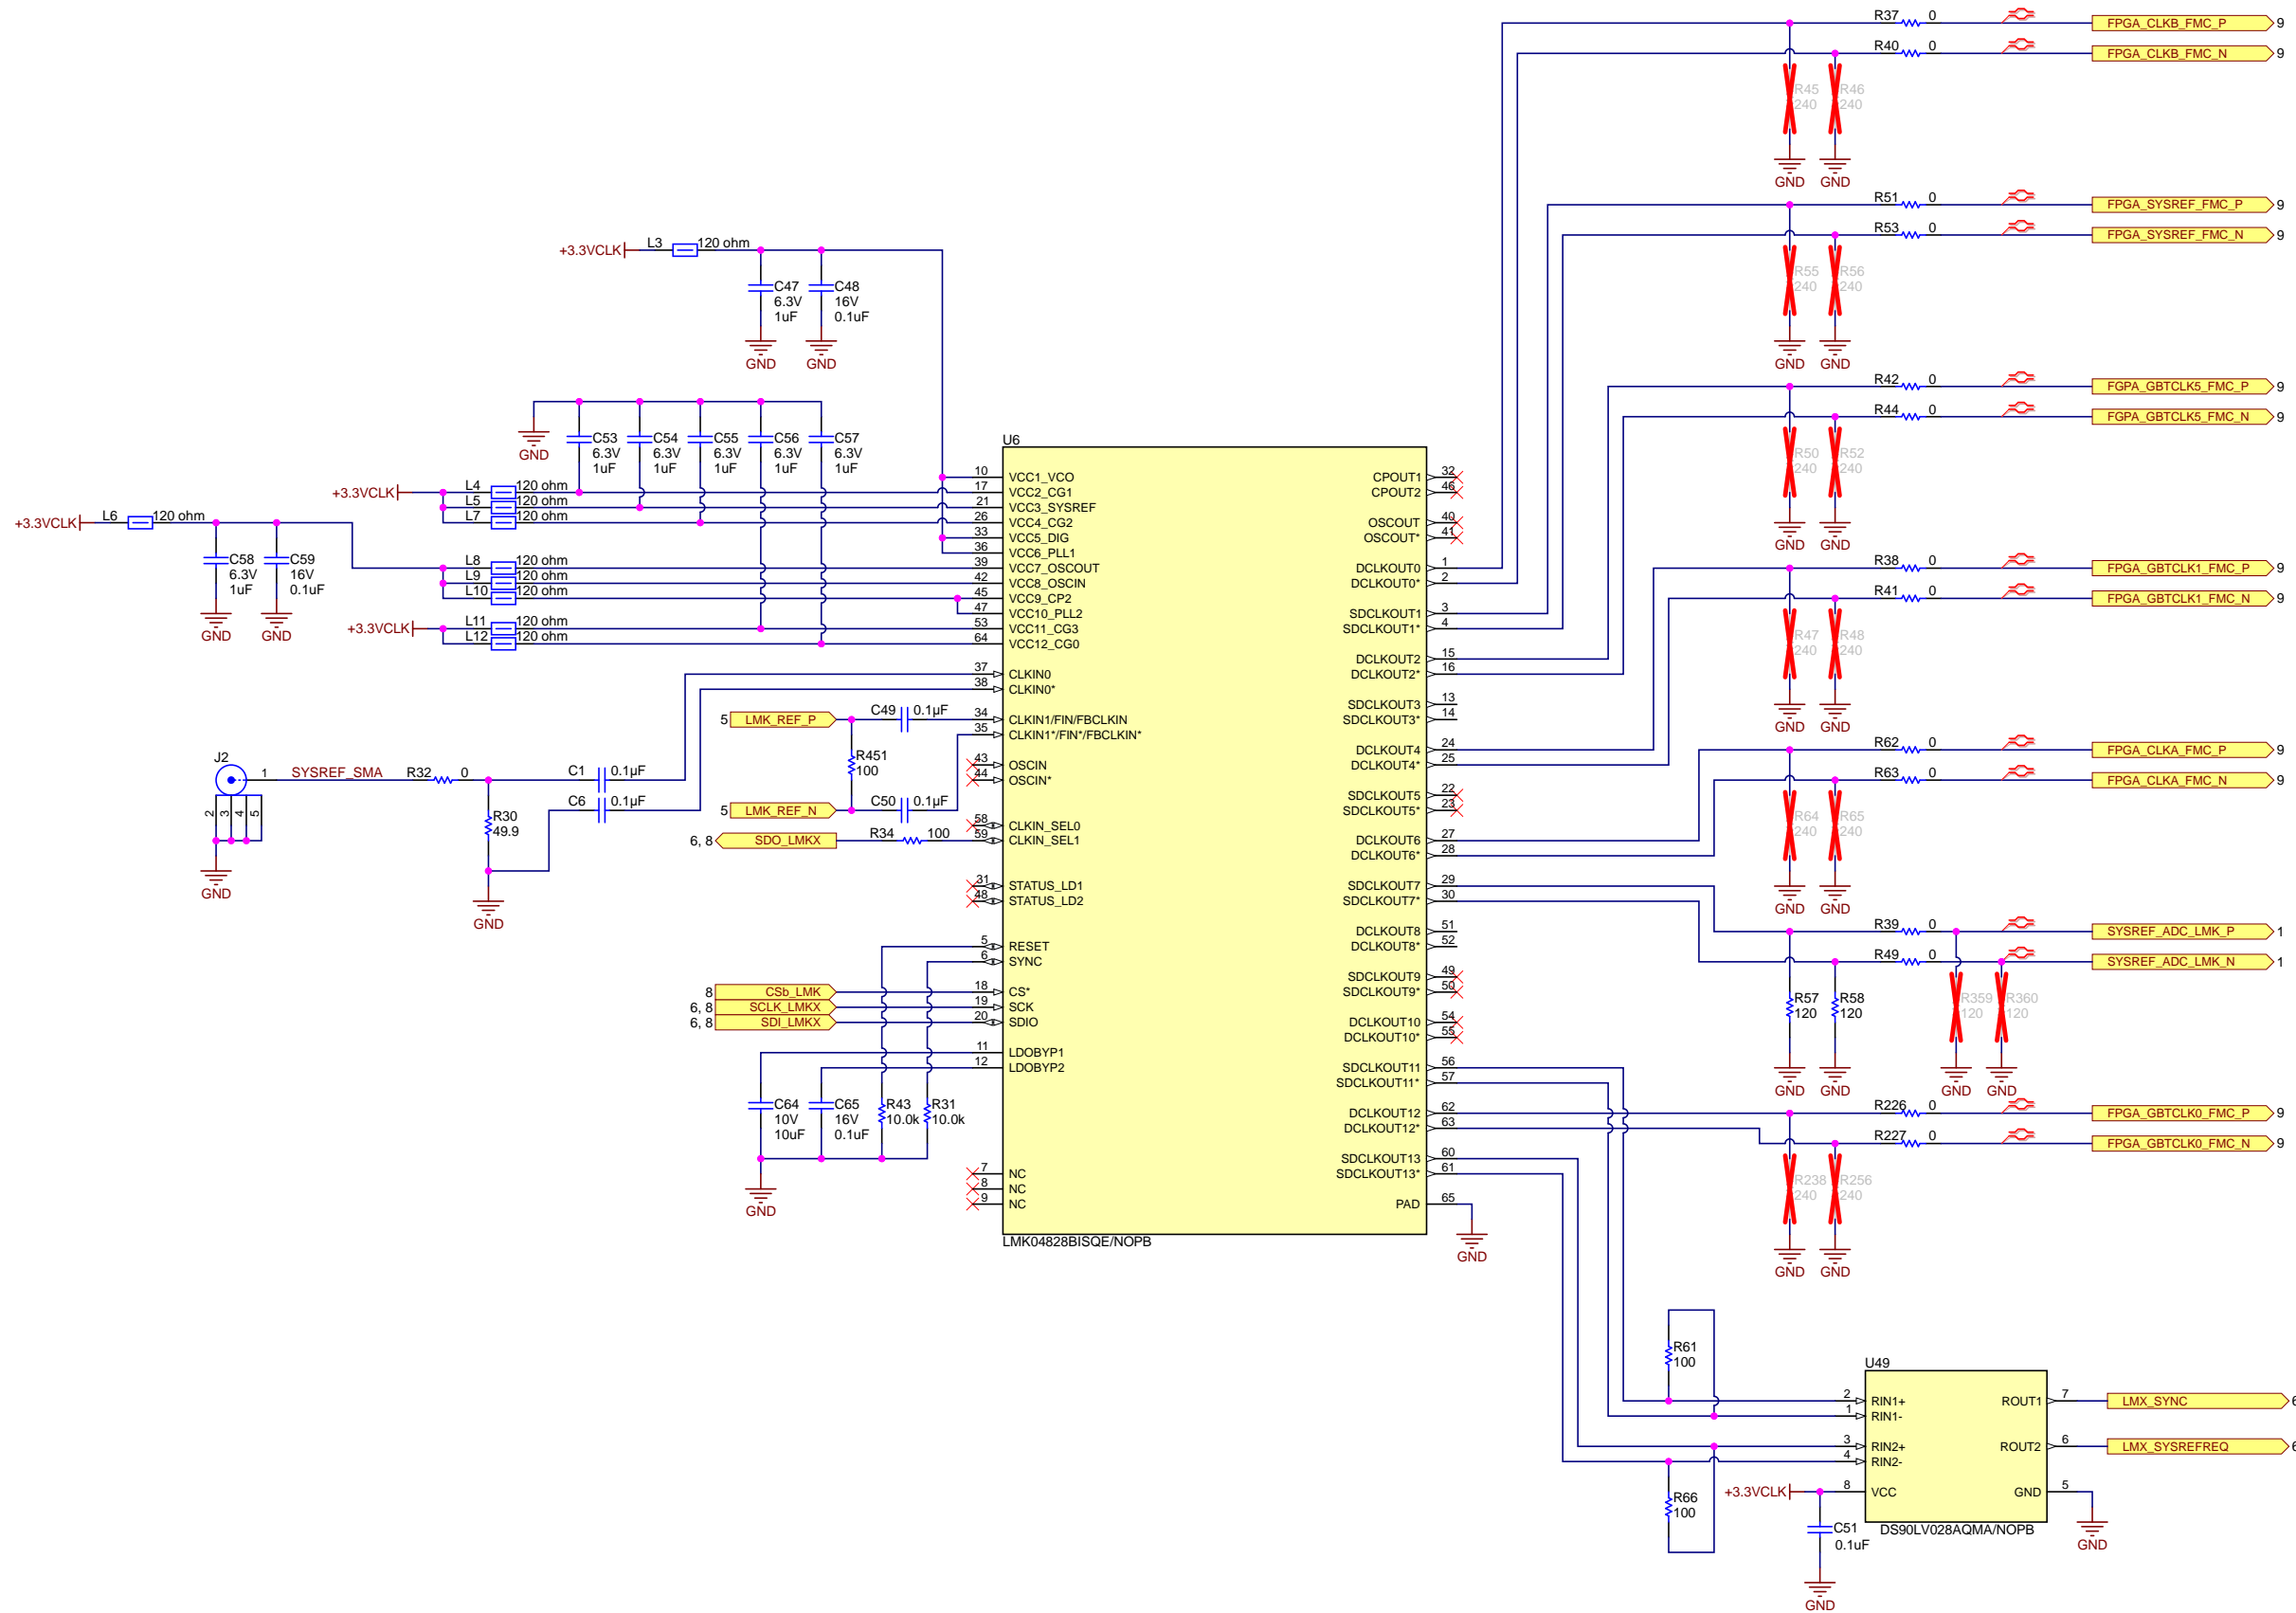 R37 0 FPGA_CLKB_FMC_P 9
R40 0 FPGA_CLKB_FMC_N 9
R45 R46
240 240
GND GND
R51 0 FPGA_SYSREF_FMC_P 9
R53 0 FPGA_SYSREF_FMC_N 9
R55 R56
240 240
GND GND
R42 0 FGPA_GBTCLK5_FMC_P 9
R44 0 FGPA_GBTCLK5_FMC_N 9
R50 R52
240 240
GND GND
R38 0 FPGA_GBTCLK1_FMC_P 9
R41 0 FPGA_GBTCLK1_FMC_N 9
R47 R48
240 240
GND GND
R62 0 FPGA_CLKA_FMC_P 9
R63 0 FPGA_CLKA_FMC_N 9
R64 R65
240 240
GND GND
R39 0 SYSREF_ADC_LMK_P 1
R49 0 SYSREF_ADC_LMK_N 1
R57 R58 R359 R360
120 120 120 120
GND GND GND GND
R226 0 FPGA_GBTCLK0_FMC_P 9
R227 0 FPGA_GBTCLK0_FMC_N 9
R238 R256
240 240
GND GND
+3.3VCLK L3 120 ohm
C47 C48
6.3V 16V
1uF 0.1uF
GND GND
C53 C54 C55 C56 C57
6.3V 6.3V 6.3V 6.3V 6.3V
1uF 1uF 1uF 1uF 1uF
GND
+3.3VCLK L4 120 ohm
L5 120 ohm
L7 120 ohm
+3.3VCLK L6 120 ohm
C58 C59
6.3V 16V
1uF 0.1uF
GND GND
L8 120 ohm
L9 120 ohm
L10 120 ohm
+3.3VCLK L11 120 ohm
L12 120 ohm
J2
1 SYSREF_SMA R32 0
2 3 4 5
GND
C1 0.1µF
C6 0.1µF
R30
49.9
GND
5 LMK_REF_P C49 0.1µF
R451
100
5 LMK_REF_N C50 0.1µF
6, 8 SDO_LMKX R34 100
8 CSb_LMK
6, 8 SCLK_LMKX
6, 8 SDI_LMKX
C64 C65 R43 R31
10V 16V 10.0k 10.0k
10uF 0.1uF
GND
U6
10 VCC1_VCO
17 VCC2_CG1
21 VCC3_SYSREF
26 VCC4_CG2
33 VCC5_DIG
36 VCC6_PLL1
39 VCC7_OSCOUT
42 VCC8_OSCIN
45 VCC9_CP2
47 VCC10_PLL2
53 VCC11_CG3
64 VCC12_CG0
37 CLKIN0
38 CLKIN0*
34 CLKIN1/FIN/FBCLKIN
35 CLKIN1*/FIN*/FBCLKIN*
43 OSCIN
44 OSCIN*
58 CLKIN_SEL0
59 CLKIN_SEL1
31 STATUS_LD1
48 STATUS_LD2
5 RESET
6 SYNC
18 CS*
19 SCK
20 SDIO
11 LDOBYP1
12 LDOBYP2
7 NC
8 NC
9 NC
CPOUT1 32
CPOUT2 46
OSCOUT 40
OSCOUT* 41
DCLKOUT0 1
DCLKOUT0* 2
SDCLKOUT1 3
SDCLKOUT1* 4
DCLKOUT2 15
DCLKOUT2* 16
SDCLKOUT3 13
SDCLKOUT3* 14
DCLKOUT4 24
DCLKOUT4* 25
SDCLKOUT5 22
SDCLKOUT5* 23
DCLKOUT6 27
DCLKOUT6* 28
SDCLKOUT7 29
SDCLKOUT7* 30
DCLKOUT8 51
DCLKOUT8* 52
SDCLKOUT9 49
SDCLKOUT9* 50
DCLKOUT10 54
DCLKOUT10* 55
SDCLKOUT11 56
SDCLKOUT11* 57
DCLKOUT12 62
DCLKOUT12* 63
SDCLKOUT13 60
SDCLKOUT13* 61
PAD 65
GND
LMK04828BISQE/NOPB
R61
100
R66
100
U49
2 RIN1+ ROUT1 7 LMX_SYNC 6
1 RIN1-
3 RIN2+ ROUT2 6 LMX_SYSREFREQ 6
4 RIN2-
+3.3VCLK 8 VCC GND 5
DS90LV028AQMA/NOPB
C51
0.1uF
GND
GND